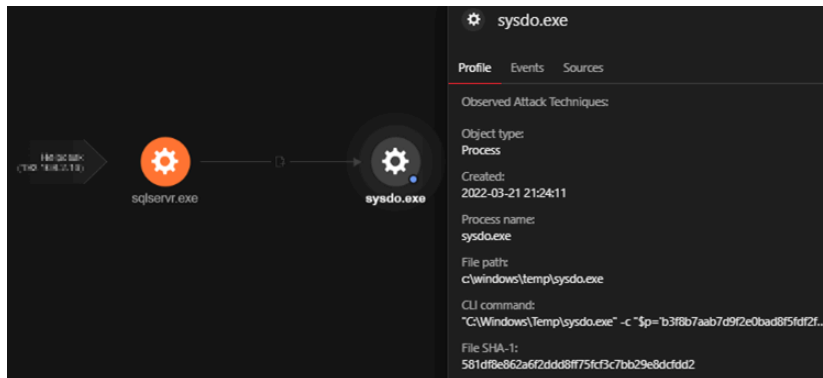 sysdo.exe
Profile Events Sources
Observed Attack Techniques:
Object type:
Process
Created:
2022-03-21 21:24:11
Process name:
sysdo.exe
File path:
c:\windows\temp\sysdo.exe
CLI command:
"C:\Windows\Temp\sysdo.exe" -c "$p='b3f8b7aab7d9f2e0bad8f5fdf2f...
File SHA-1:
581df8e862a6f2ddd8ff75fcf3c7bb29e8dcfdd2
sqlservr.exe
sysdo.exe